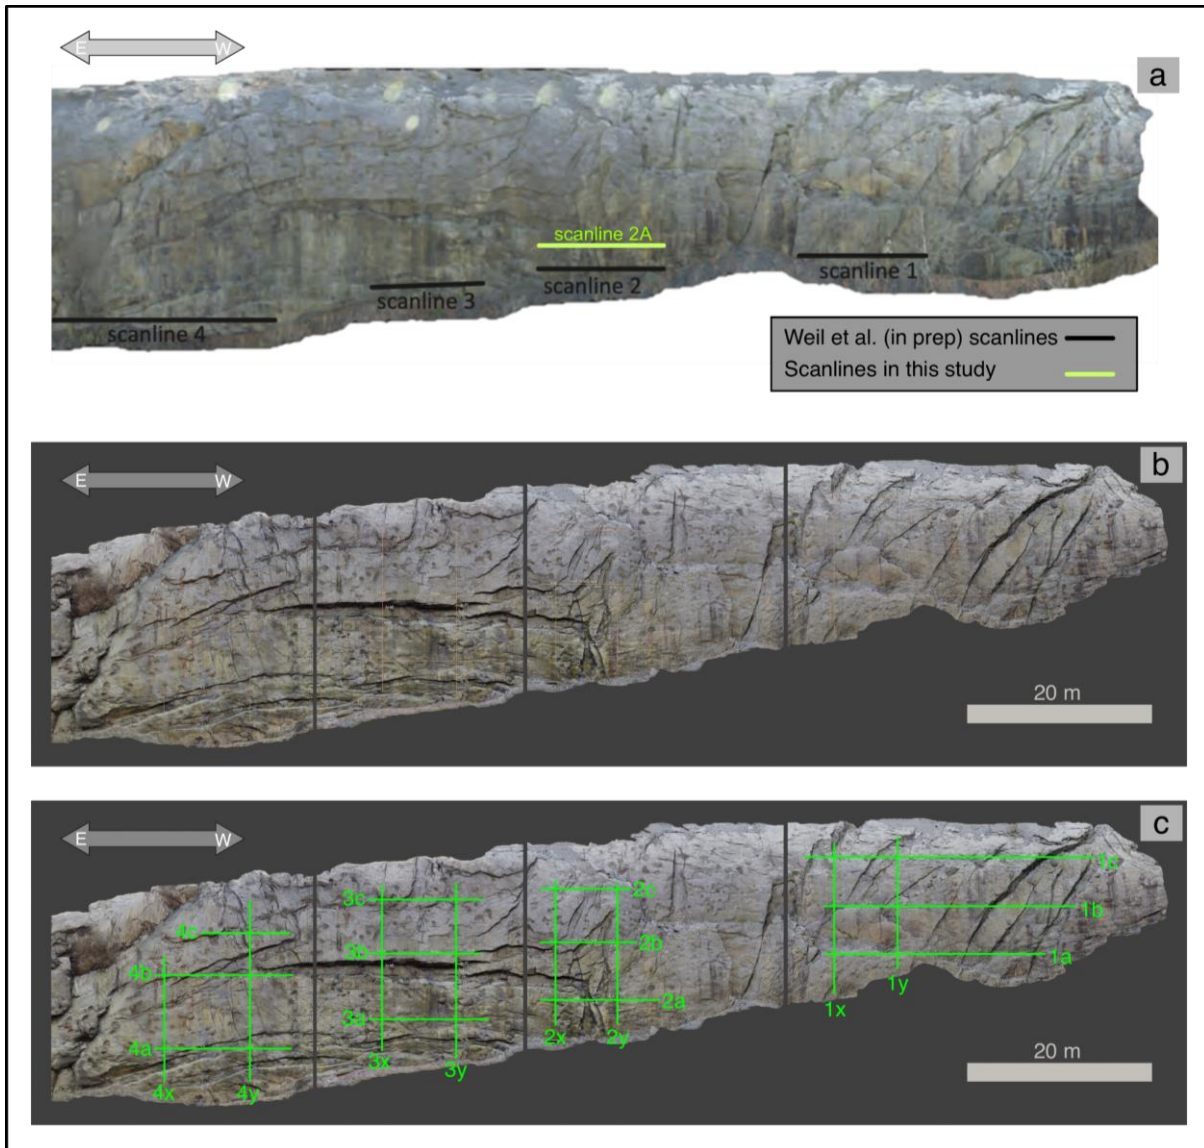 E W
a
scanline 2A
scanline 1
scanline 2
scanline 3
scanline 4
Weil et al. (in prep) scanlines
Scanlines in this study
E W
b
20 m
E W
c
1c
2c
3c
1b
4c
2b
3b
1a
4b
2a
1y
1x
3a
2x 2y
4a
3x 3y
20 m
4x 4y